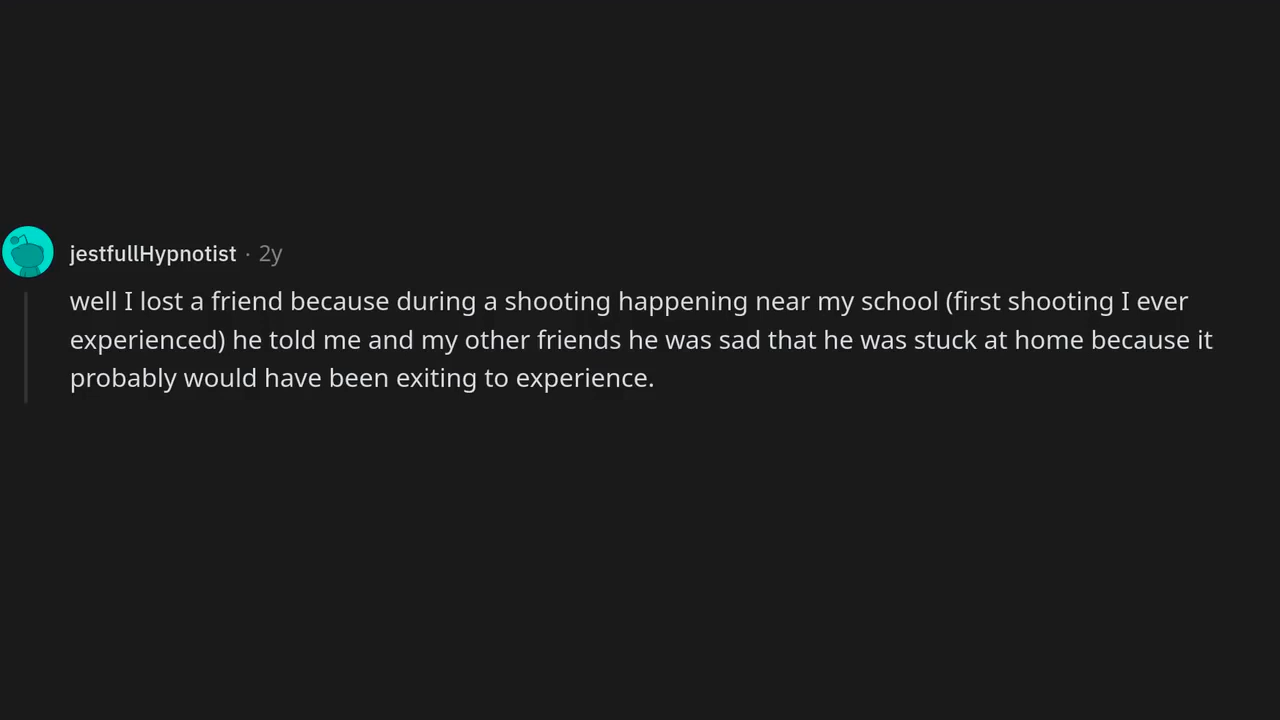 jestfullHypnotist · 2y
well I lost a friend because during a shooting happening near my school (first shooting I ever
experienced) he told me and my other friends he was sad that he was stuck at home because it
probably would have been exiting to experience.